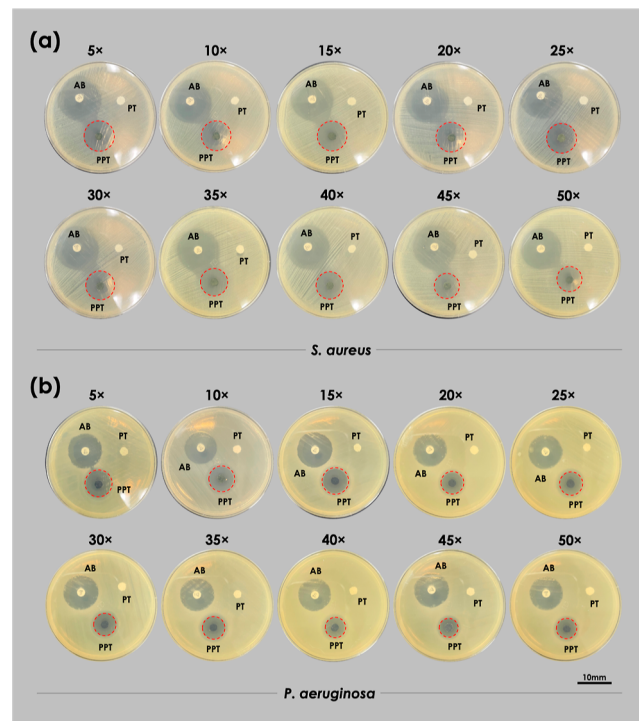 (a)
5× 10× 15× 20× 25×
AB PT PPT AB PT PPT AB PT PPT AB PT PPT AB PT PPT
30× 35× 40× 45× 50×
AB PT PPT AB PT PPT AB PT PPT AB PT PPT AB PT PPT
S. aureus
(b)
5× 10× 15× 20× 25×
AB PT PPT AB PT PPT AB PT PPT AB PT PPT AB PT PPT
30× 35× 40× 45× 50×
AB PT PPT AB PT PPT AB PT PPT AB PT PPT AB PT PPT
10mm
P. aeruginosa